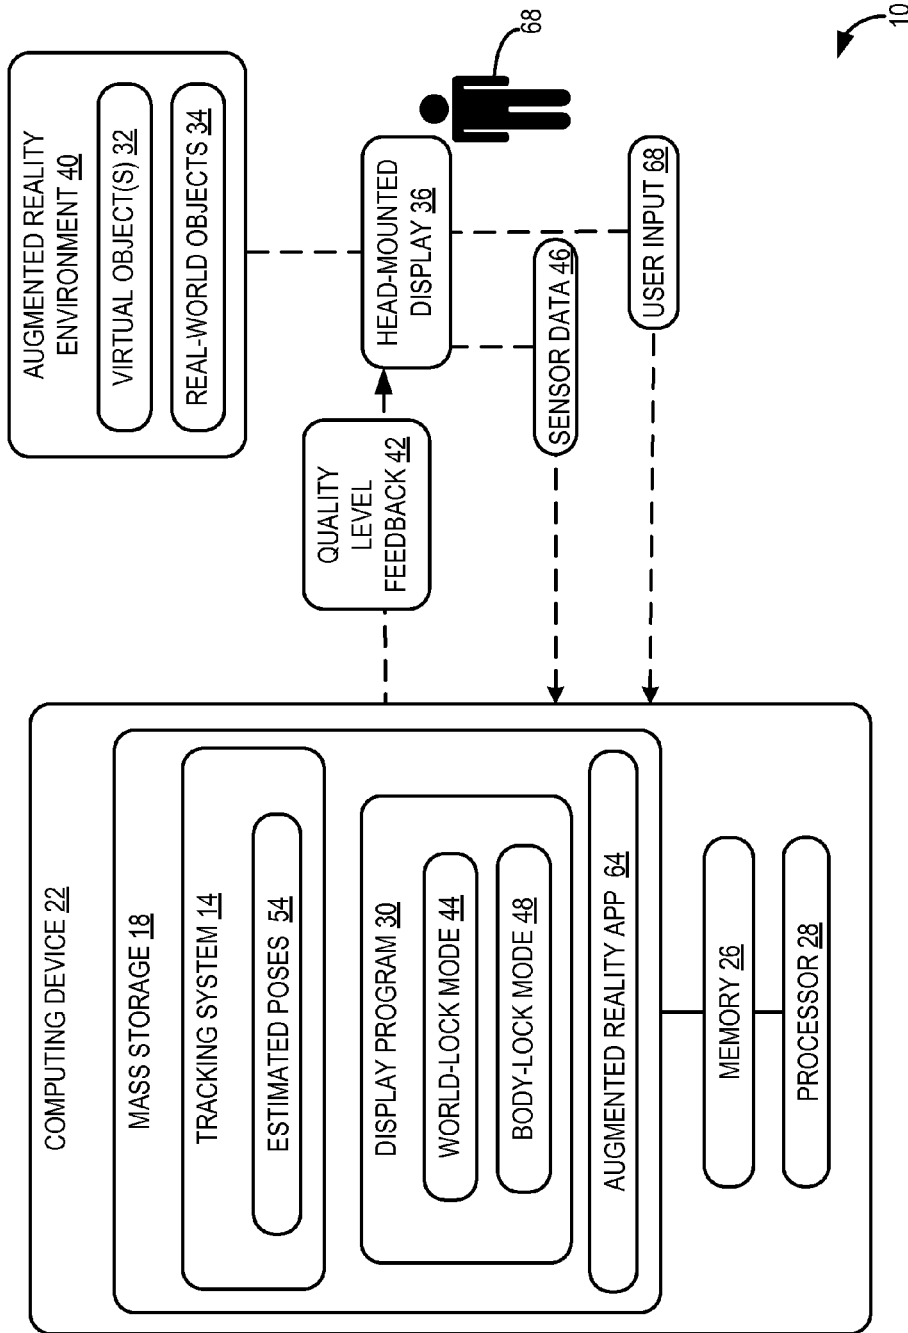 COMPUTING DEVICE 22
MASS STORAGE 18
TRACKING SYSTEM 14
ESTIMATED POSES 54
DISPLAY PROGRAM 30
WORLD-LOCK MODE 44
BODY-LOCK MODE 48
AUGMENTED REALITY APP 64
MEMORY 26
PROCESSOR 28
QUALITY
LEVEL
FEEDBACK 42
AUGMENTED REALITY
ENVIRONMENT 40
VIRTUAL OBJECT(S) 32
REAL-WORLD OBJECTS 34
HEAD-MOUNTED
DISPLAY 36
68
SENSOR DATA 46
USER INPUT 68
10